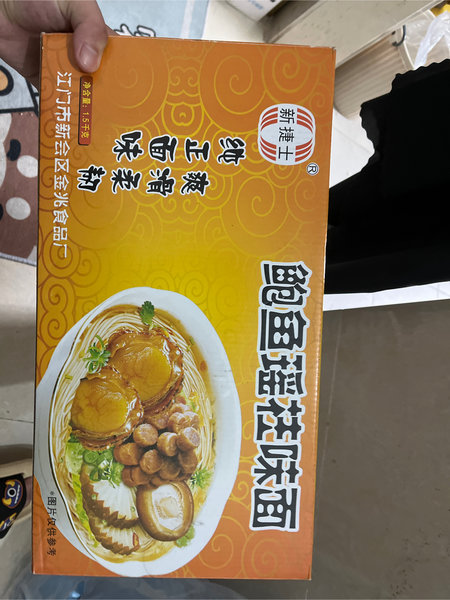 新捷士®
鲍鱼瑶柱味面
纯正面味
爽滑柔韧
净含量：1.5千克
江门市新会区金兆食品厂
*图片仅供参考